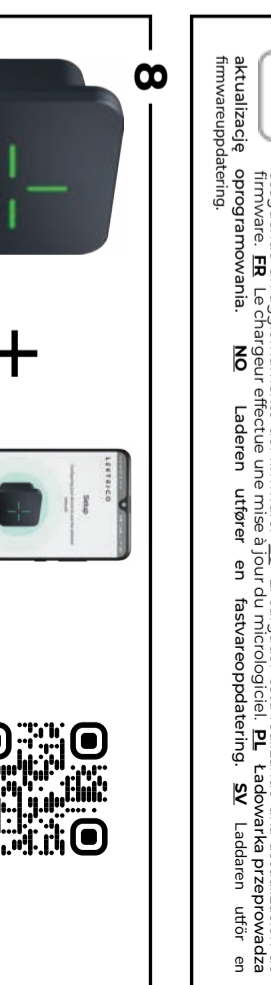 firmware. FR Le chargeur effectue une mise à jour du micrologiciel. PL Ładowarka przeprowadza
aktualizację oprogramowania. NO Laderen utfører en fastvareoppdatering. SV Laddaren utför en
firmwareuppdatering.
8
+
LEKTRICO
Setup